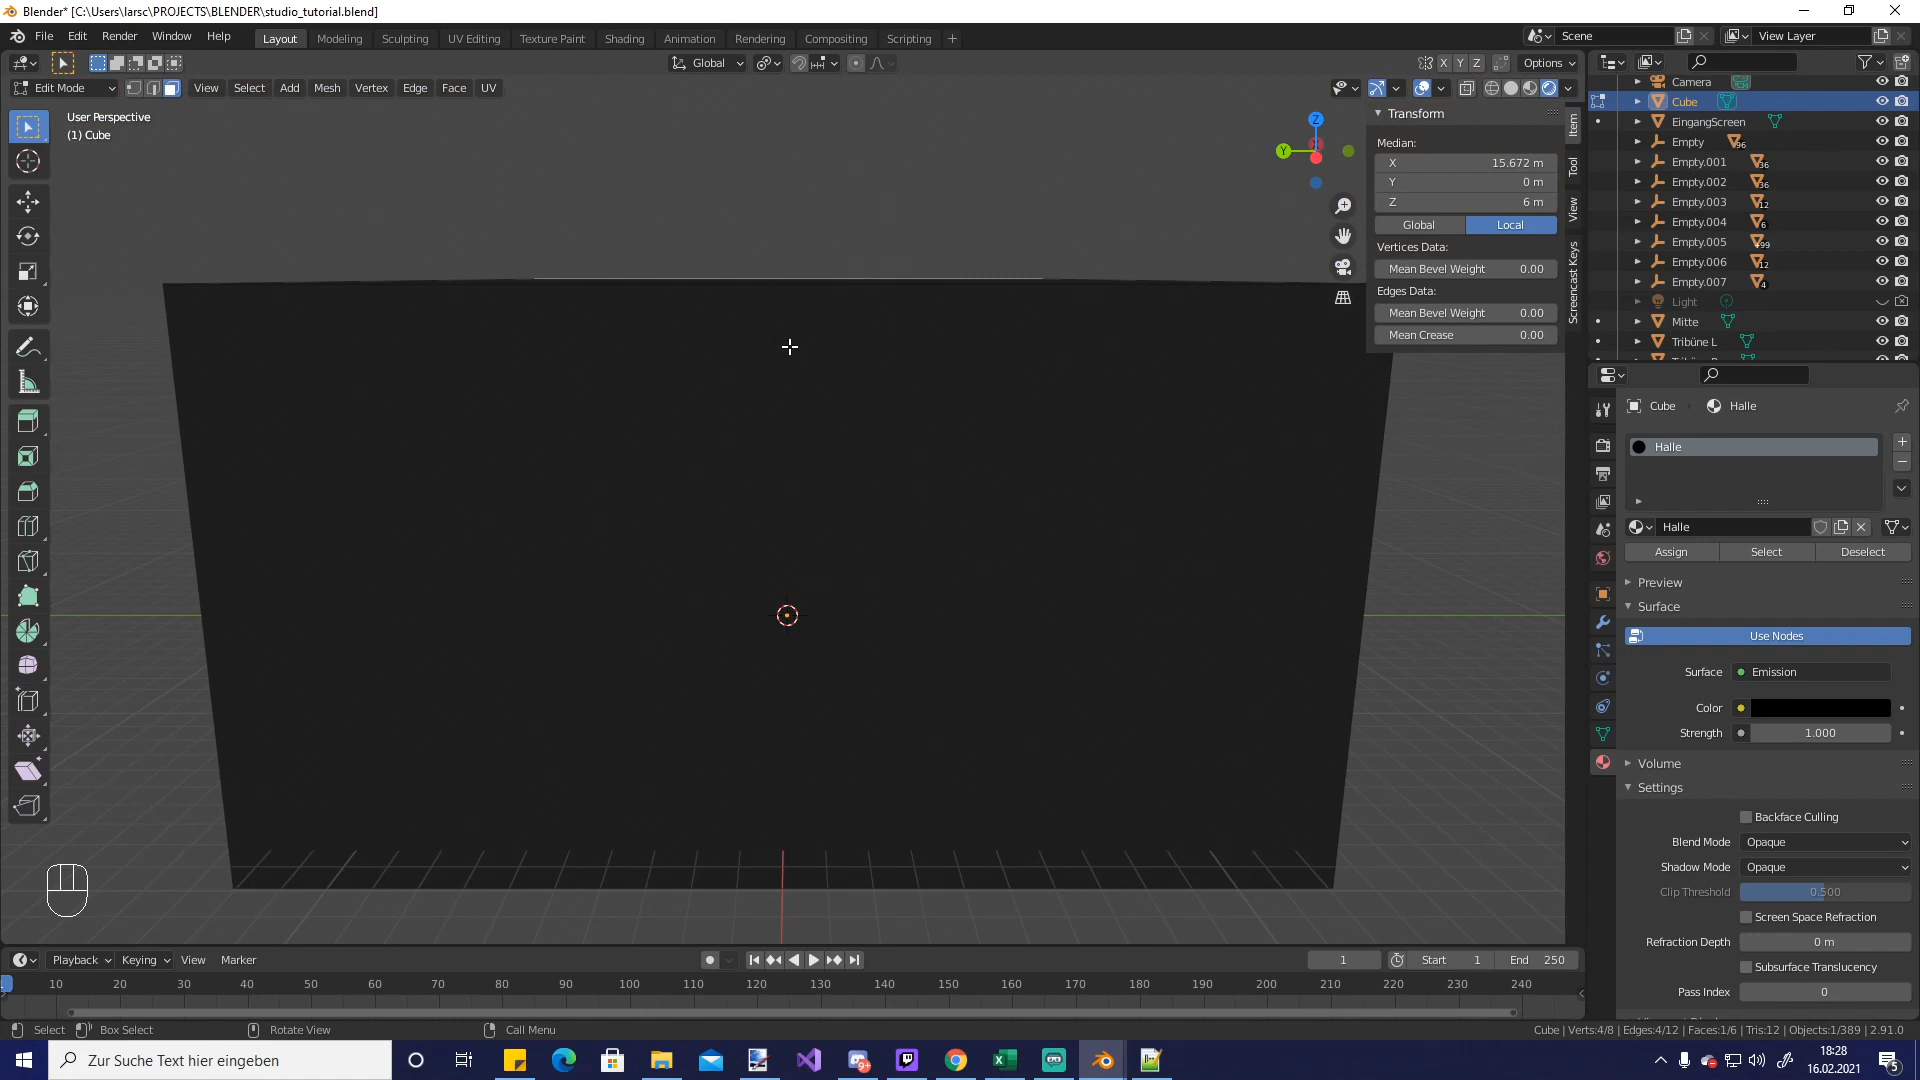 Blender* [C:\Users\larsc\PROJECTS\BLENDER\studio_tutorial.blend]
File Edit Render Window Help Layout Modeling Sculpting UV Editing Texture Paint Shading Animation Rendering Compositing Scripting + Scene View Layer
Global X Y Z Options
Edit Mode View Select Add Mesh Vertex Edge Face UV
User Perspective
(1) Cube
Z
Y
Transform
Median:
X 15.672 m
Y 0 m
Z 6 m
Global Local
Vertices Data:
Mean Bevel Weight 0.00
Edges Data:
Mean Bevel Weight 0.00
Mean Crease 0.00
Item
Tool
View
Screencast Keys
Camera
Cube
EingangScreen
Empty 96
Empty.001 36
Empty.002 36
Empty.003 12
Empty.004 6
Empty.005 +99
Empty.006 12
Empty.007 4
Light
Mitte
Tribüne L
Cube Halle
Halle
Halle
Assign Select Deselect
Preview
Surface
Use Nodes
Surface Emission
Color
Strength 1.000
Volume
Settings
Backface Culling
Blend Mode Opaque
Shadow Mode Opaque
Clip Threshold 0.500
Screen Space Refraction
Refraction Depth 0 m
Subsurface Translucency
Pass Index 0
Playback Keying View Marker 1 Start 1 End 250
10 20 30 40 50 60 70 80 90 100 110 120 130 140 150 160 170 180 190 200 210 220 230 240
Select Box Select Rotate View Call Menu Cube | Verts:4/8 | Edges:4/12 | Faces:1/6 | Tris:12 | Objects:1/389 | 2.91.0
Zur Suche Text hier eingeben
18:28
16.02.2021
5